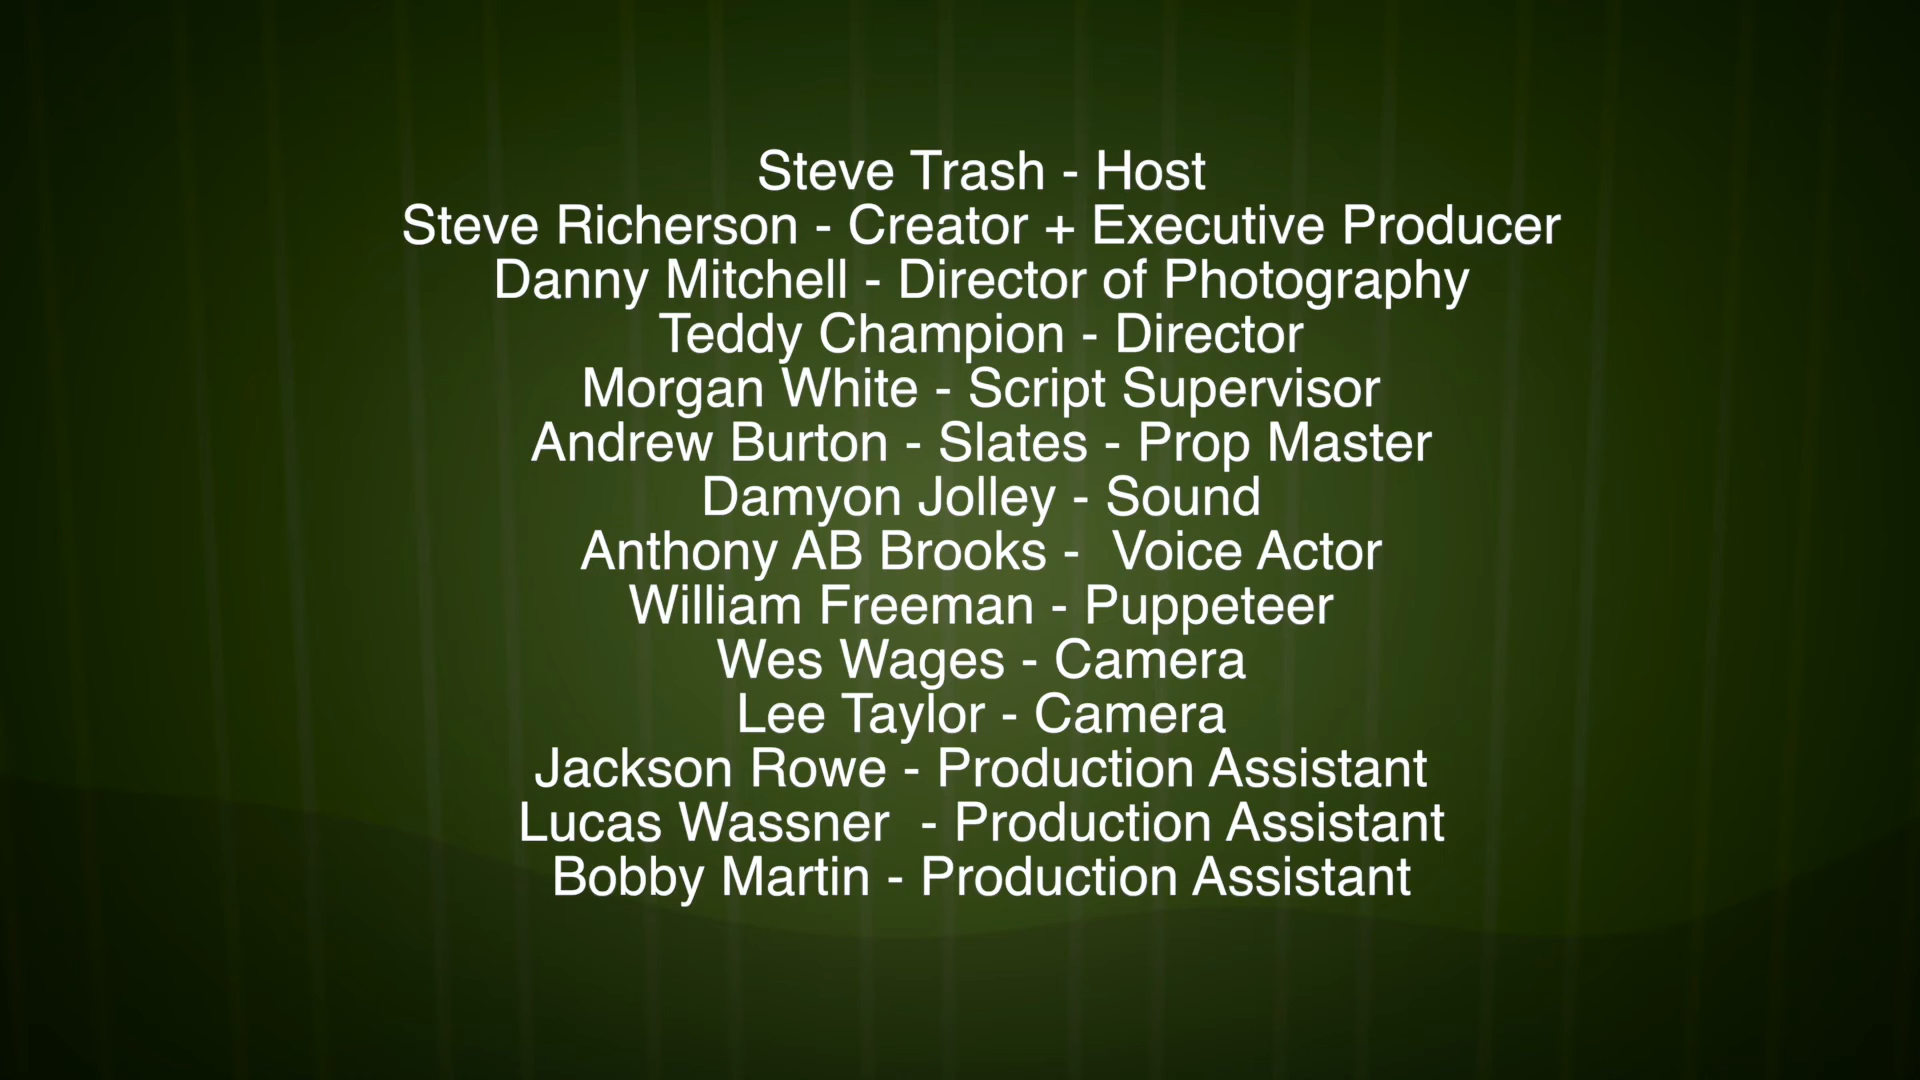 Steve Trash - Host
Steve Richerson - Creator + Executive Producer
Danny Mitchell - Director of Photography
Teddy Champion - Director
Morgan White - Script Supervisor
Andrew Burton - Slates - Prop Master
Damyon Jolley - Sound
Anthony AB Brooks -  Voice Actor
William Freeman - Puppeteer
Wes Wages - Camera
Lee Taylor - Camera
Jackson Rowe - Production Assistant
Lucas Wassner  - Production Assistant
Bobby Martin - Production Assistant